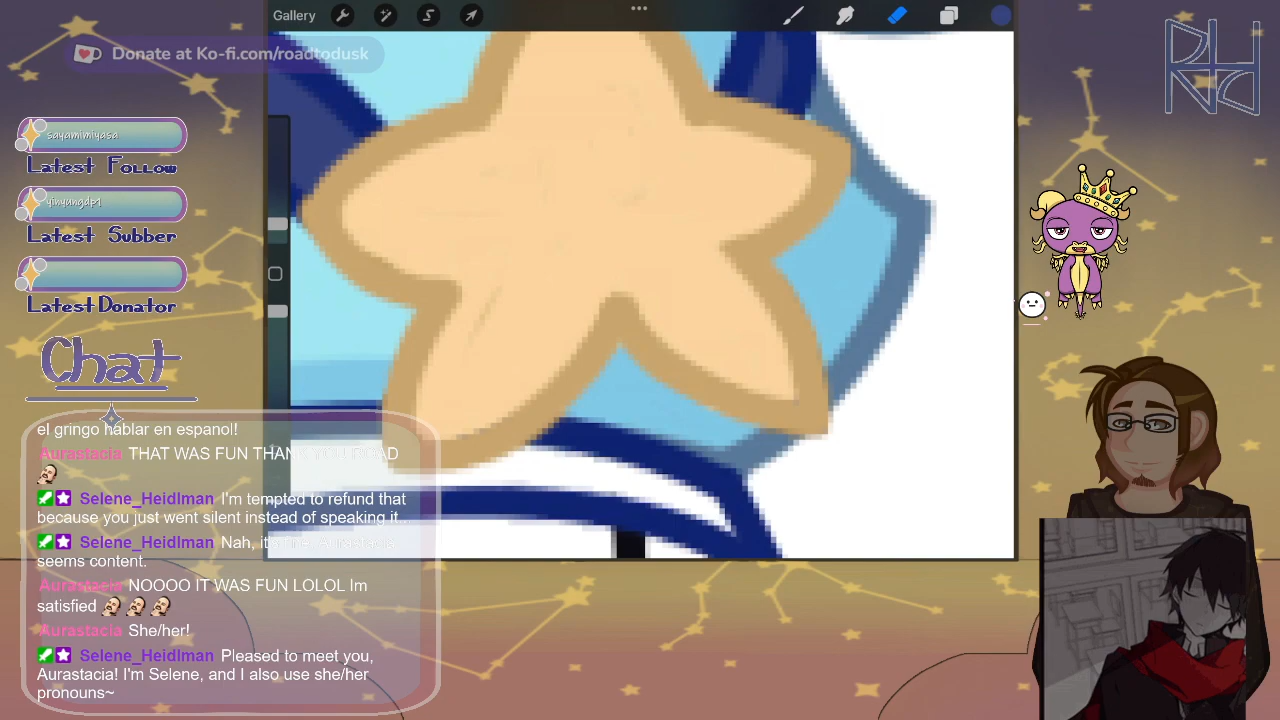 Gallery
Donate at Ko-fi.com/roadtodusk
sayamimiyasa
Latest Follow
yinyangdp1
Latest Subber
Latest Donator
Chat
el gringo hablar en espanol!
Aurastacia THAT WAS FUN THANK YOU ROAD
Selene_Heidlman I'm tempted to refund that
because you just went silent instead of speaking it..
Selene_Heidlman Nah, it's fine. Aurastacia
seems content.
Aurastacia NOOOO IT WAS FUN LOLOL Im
satisfied
Aurastacia She/her!
Selene_Heidlman Pleased to meet you,
Aurastacia! I'm Selene, and I also use she/her
pronouns~